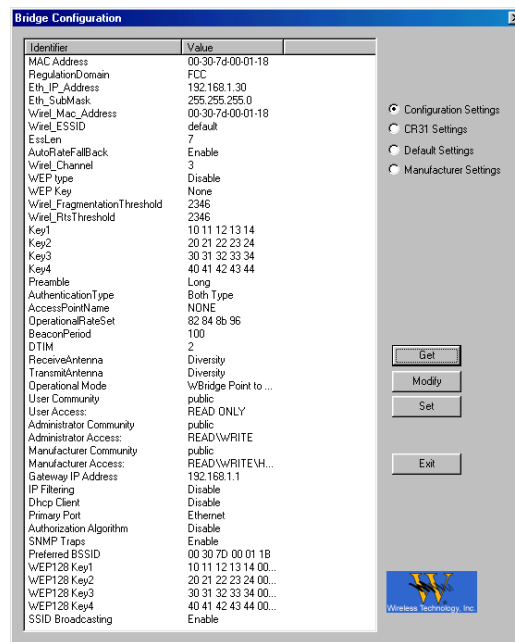 Bridge Configuration
Identifier Value
MAC Address 00-30-7d-00-01-18
RegulationDomain FCC
Eth_IP_Address 192.168.1.30
Eth_SubMask 255.255.255.0
Wirel_Mac_Address 00-30-7d-00-01-18
Wirel_ESSID default
EssLen 7
AutoRateFallBack Enable
Wirel_Channel 3
WEP type Disable
WEP Key None
Wirel_FragmentationThreshold 2346
Wirel_RtsThreshold 2346
Key1 10 11 12 13 14
Key2 20 21 22 23 24
Key3 30 31 32 33 34
Key4 40 41 42 43 44
Preamble Long
AuthenticationType Both Type
AccessPointName NONE
OperationalRateSet 82 84 8b 96
BeaconPeriod 100
DTIM 2
ReceiveAntenna Diversity
TransmitAntenna Diversity
Operational Mode WBridge Point to ...
User Community public
User Access: READ ONLY
Administrator Community public
Administrator Access: READ\WRITE
Manufacturer Community public
Manufacturer Access: READ\WRITE\H...
Gateway IP Address 192.168.1.1
IP Filtering Disable
Dhcp Client Disable
Primary Port Ethernet
Authorization Algorithm Disable
SNMP Traps Enable
Preferred BSSID 00 30 7D 00 01 1B
WEP128 Key1 10 11 12 13 14 00...
WEP128 Key2 20 21 22 23 24 00...
WEP128 Key3 30 31 32 33 34 00...
WEP128 Key4 40 41 42 43 44 00...
SSID Broadcasting Enable
Configuration Settings
CR31 Settings
Default Settings
Manufacturer Settings
Get
Modify
Set
Exit
W
Wireless Technology, Inc.